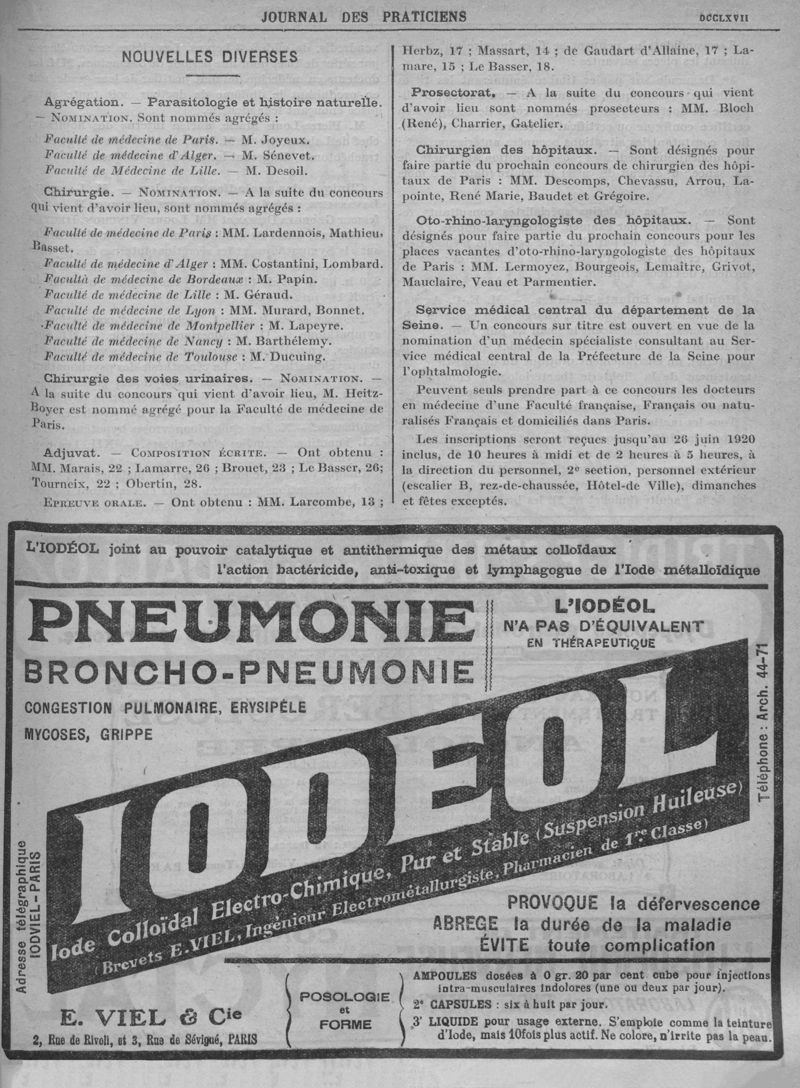 JOURNAL DES PRATICIENS
DCCLXVII
NOUVELLES DIVERSES
Agrégation. — Parasitologie et histoire naturelle.
— NOMINATION. Sont nommés agrégés :
Faculté de médecine de Paris. — M. Joyeux.
Faculté de médecine d'Alger. — M. Sénevet.
Faculté de Médecine de Lille. — M. Desoil.
Chirurgie. — NOMINATION. — A la suite du concours
qui vient d'avoir lieu, sont nommés agrégés :
Faculté de médecine de Paris : MM. Lardennois, Mathieu,
Basset.
Faculté de médecine d'Alger : MM. Costantini, Lombard.
Facultà de médecine de Bordeaux : M. Papin.
Faculté de médecine de Lille : M. Géraud.
Faculté de médecine de Lyon : MM. Murard, Bonnet.
Faculté de médecine de Montpellier : M. Lapeyre.
Faculté de médecine de Nancy : M. Barthélemy.
Faculté de médecine de Toulouse : M. Ducuing.
Chirurgie des voies urinaires. — NOMINATION. —
A la suite du concours qui vient d'avoir lieu, M. Heitz-
Boyer est nommé agrégé pour la Faculté de médecine de
Paris.
Adjuvat. — COMPOSITION ÉCRITE. — Ont obtenu :
MM. Marais, 22 ; Lamarre, 26 ; Brouet, 23 ; Le Basser, 26;
Tourneix, 22 ; Obertin, 28.
EPREUVE ORALE. — Ont obtenu : MM. Larcombe, 13 ;
Herbz, 17 ; Massart, 14 ; de Gaudart d'Allaine, 17 ; La-
mare, 15 ; Le Basser, 18.
Prosectorat. — A la suite du concours qui vient
d'avoir lieu sont nommés prosecteurs : MM. Bloch
(René), Charrier, Gatelier.
Chirurgien des hôpitaux. — Sont désignés pour
faire partie du prochain concours de chirurgien des hôpi-
taux de Paris : MM. Descomps, Chevassu, Arrou, La-
pointe, René Marie, Baudet et Grégoire.
Oto-rhino-laryngologiste des hôpitaux. — Sont
désignés pour faire partie du prochain concours pour les
places vacantes d'oto-rhino-laryngologiste des hôpitaux
de Paris : MM. Lermoyez, Bourgeois, Lemaître, Grivot,
Mauclaire, Veau et Parmentier.
Service médical central du département de la
Seine. — Un concours sur titre est ouvert en vue de la
nomination d'un médecin spécialiste consultant au Ser-
vice médical central de la Préfecture de la Seine pour
l'ophtalmologie.
Peuvent seuls prendre part à ce concours les docteurs
en médecine d'une Faculté française, Français ou natu-
ralisés Français et domiciliés dans Paris.
Les inscriptions seront reçues jusqu'au 26 juin 1920
inclus, de 10 heures à midi et de 2 heures à 5 heures, à
la direction du personnel, 2e section, personnel extérieur
(escalier B, rez-de-chaussée, Hôtel-de Ville), dimanches
et fêtes exceptés.
L'IODÉOL joint au pouvoir catalytique et antithermique des métaux colloïdaux
l'action bactéricide, anti-toxique et lymphagogue de l'Iode métalloïdique
PNEUMONIE
BRONCHO-PNEUMONIE
CONGESTION PULMONAIRE, ERYSIPÈLE
MYCOSES, GRIPPE
L'IODÉOL
N'A PAS D'ÉQUIVALENT
EN THÉRAPEUTIQUE
IODEOL
Iode Colloïdal Electro-Chimique, Pur et Stable (Suspension Huileuse)
(Brevets E.VIEL, Ingénieur Electrométallurgiste, Pharmacien de 1re Classe)
Téléphone : Arch. 44-71
Adresse télégraphique
IODVIEL-PARIS
PROVOQUE la défervescence
ABREGE la durée de la maladie
ÉVITE toute complication
E. VIEL & Cie
2, Rue de Rivoli, et 3, Rue de Sévigué, PARIS
POSOLOGIE
et
FORME
AMPOULES dosées à 0 gr. 20 par cent cube pour injections
intra-musculaires indolores (une ou deux par jour).
2° CAPSULES : six à huit par jour.
3° LIQUIDE pour usage externe. S'emploie comme la teinture
d'Iode, mais 10 fois plus actif. Ne colore, n'irrite pas la peau.